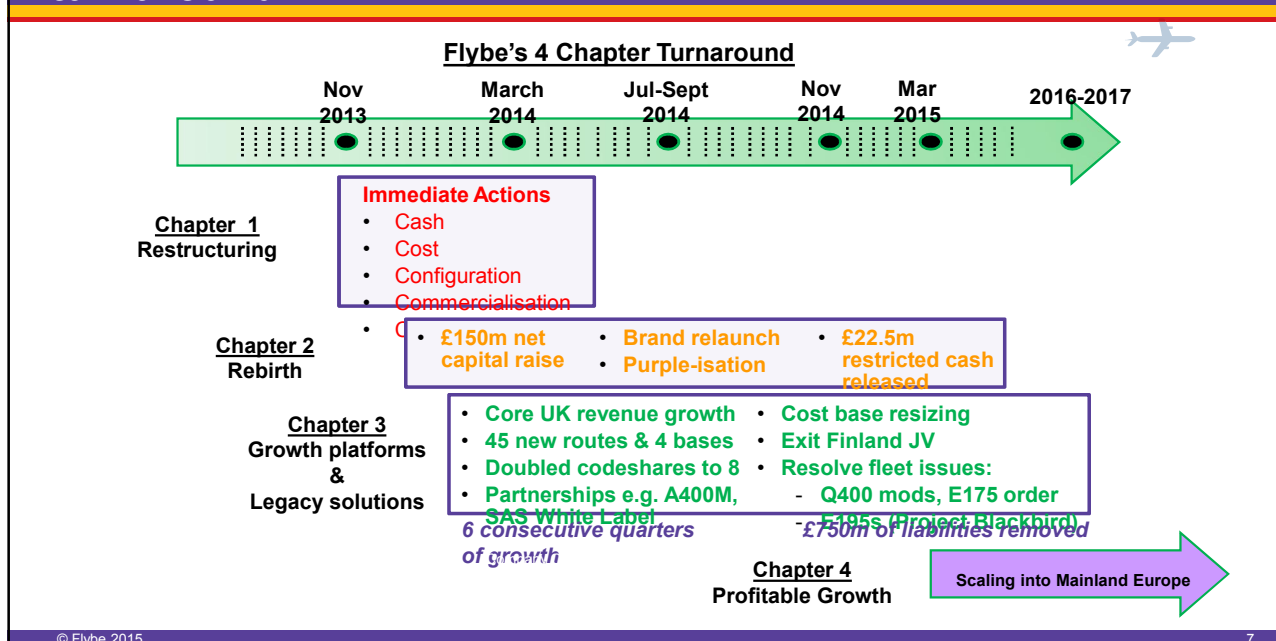 Flybe's 4 Chapter Turnaround
Nov
2013
March
2014
Jul-Sept
2014
Nov
2014
Mar
2015
2016-2017
Chapter 1
Restructuring
Immediate Actions
• Cash
• Cost
• Configuration
• Commercialisation
•
Chapter 2
Rebirth
• £150m net
capital raise
• Brand relaunch
• Purple-isation
• £22.5m
restricted cash
released
Chapter 3
Growth platforms
&
Legacy solutions
• Core UK revenue growth
• 45 new routes & 4 bases
• Doubled codeshares to 8
• Partnerships e.g. A400M,
SAS White Label
• Cost base resizing
• Exit Finland JV
• Resolve fleet issues:
- Q400 mods, E175 order
- E195s (Project Blackbird)
6 consecutive quarters
of growth
£750m of liabilities removed
Chapter 4
Profitable Growth
Scaling into Mainland Europe
© Flybe 2015
7